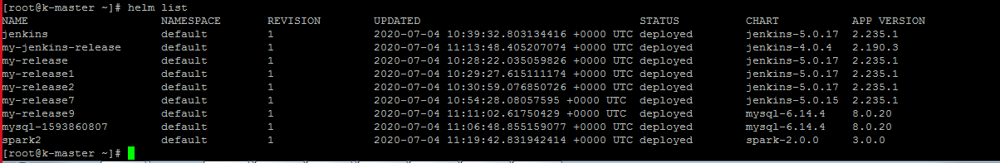 [root@k-master ~]# helm list
NAME NAMESPACE REVISION UPDATED STATUS CHART APP VERSION
jenkins default 1 2020-07-04 10:39:32.803134416 +0000 UTC deployed jenkins-5.0.17 2.235.1
my-jenkins-release default 1 2020-07-04 11:13:48.405207074 +0000 UTC deployed jenkins-4.0.4 2.190.3
my-release default 1 2020-07-04 10:28:22.035059826 +0000 UTC deployed jenkins-5.0.17 2.235.1
my-release1 default 1 2020-07-04 10:29:27.615111174 +0000 UTC deployed jenkins-5.0.17 2.235.1
my-release2 default 1 2020-07-04 10:30:59.076850726 +0000 UTC deployed jenkins-5.0.17 2.235.1
my-release7 default 1 2020-07-04 10:54:28.08057595 +0000 UTC deployed jenkins-5.0.15 2.235.1
my-release9 default 1 2020-07-04 11:11:02.61750429 +0000 UTC deployed mysql-6.14.4 8.0.20
mysql-1593860807 default 1 2020-07-04 11:06:48.855159077 +0000 UTC deployed mysql-6.14.4 8.0.20
spark2 default 1 2020-07-04 11:19:42.831942414 +0000 UTC deployed spark-2.0.0 3.0.0
[root@k-master ~]#